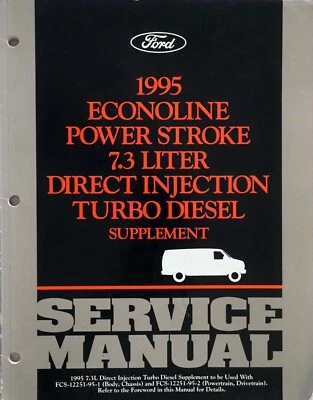 Ford
1995
ECONOLINE
POWER STROKE
7.3 LITER
DIRECT INJECTION
TURBO DIESEL
SUPPLEMENT
SERVICE
MANUAL
1995 7.3L Direct Injection Turbo Diesel Supplement to be Used With
FCS-12251-95-1 (Body, Chassis) and FCS-12251-95-2 (Powertrain, Drivetrain).
Refer to the Foreword in this Manual for Details.